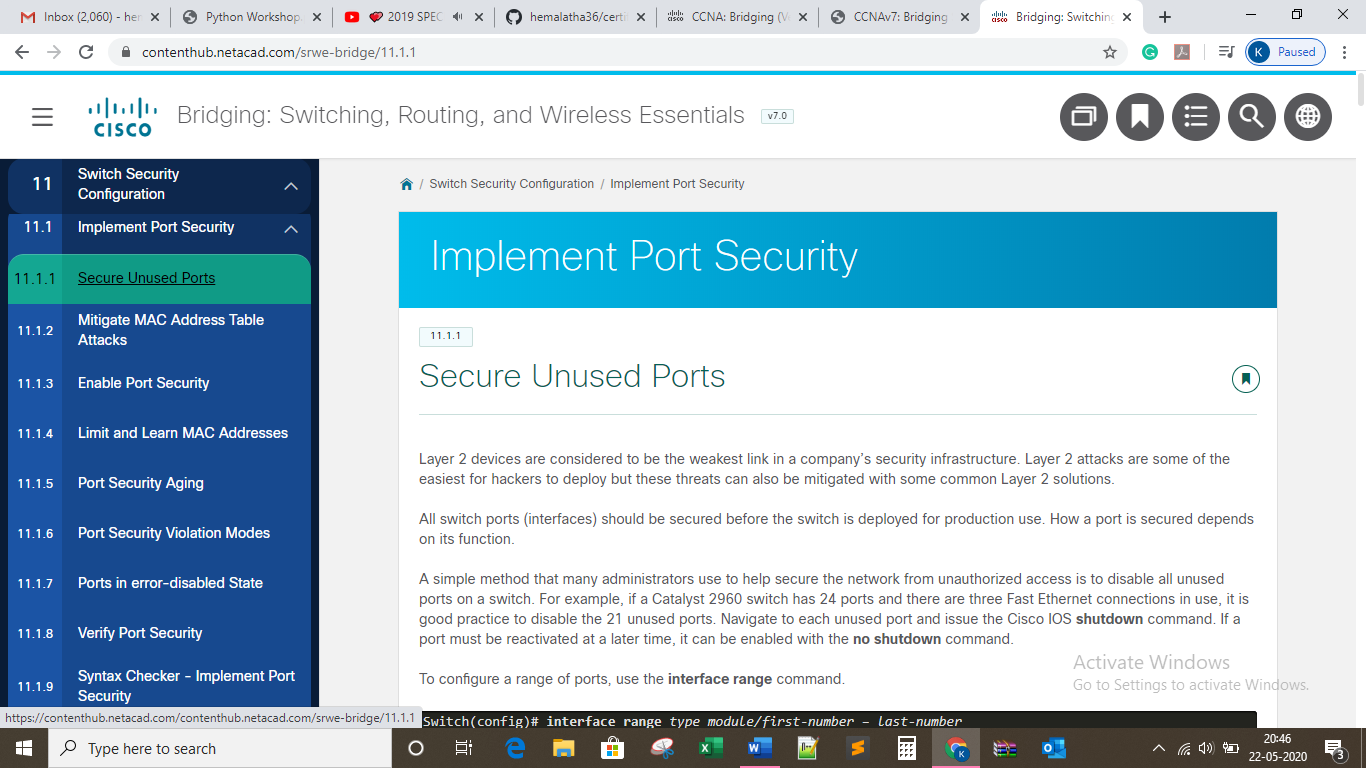 Inbox (2,060) - her
Python Workshop.
2019 SPEC
hemalatha36/certi
CCNA: Bridging (V
CCNAv7: Bridging
Bridging: Switchin
contenthub.netacad.com/srwe-bridge/11.1.1
K Paused
CISCO
Bridging: Switching, Routing, and Wireless Essentials
v7.0
11 Switch Security
Configuration
11.1 Implement Port Security
11.1.1 Secure Unused Ports
11.1.2 Mitigate MAC Address Table
Attacks
11.1.3 Enable Port Security
11.1.4 Limit and Learn MAC Addresses
11.1.5 Port Security Aging
11.1.6 Port Security Violation Modes
11.1.7 Ports in error-disabled State
11.1.8 Verify Port Security
11.1.9 Syntax Checker - Implement Port
Security
https://contenthub.netacad.com/contenthub.netacad.com/srwe-bridge/11.1.1
/ Switch Security Configuration / Implement Port Security
Implement Port Security
11.1.1
Secure Unused Ports
Layer 2 devices are considered to be the weakest link in a company's security infrastructure. Layer 2 attacks are some of the
easiest for hackers to deploy but these threats can also be mitigated with some common Layer 2 solutions.
All switch ports (interfaces) should be secured before the switch is deployed for production use. How a port is secured depends
on its function.
A simple method that many administrators use to help secure the network from unauthorized access is to disable all unused
ports on a switch. For example, if a Catalyst 2960 switch has 24 ports and there are three Fast Ethernet connections in use, it is
good practice to disable the 21 unused ports. Navigate to each unused port and issue the Cisco IOS shutdown command. If a
port must be reactivated at a later time, it can be enabled with the no shutdown command.
To configure a range of ports, use the interface range command.
Switch(config)# interface range type module/first-number – last-number
Activate Windows
Go to Settings to activate Windows.
Type here to search
20:46
22-05-2020
3